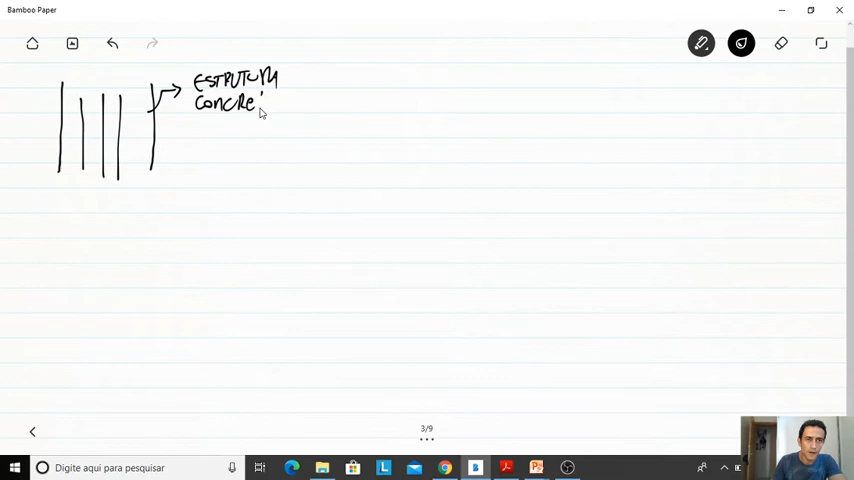 Bamboo Paper
ESTRUTURA
CONCRE
3/9
Digite aqui para pesquisar